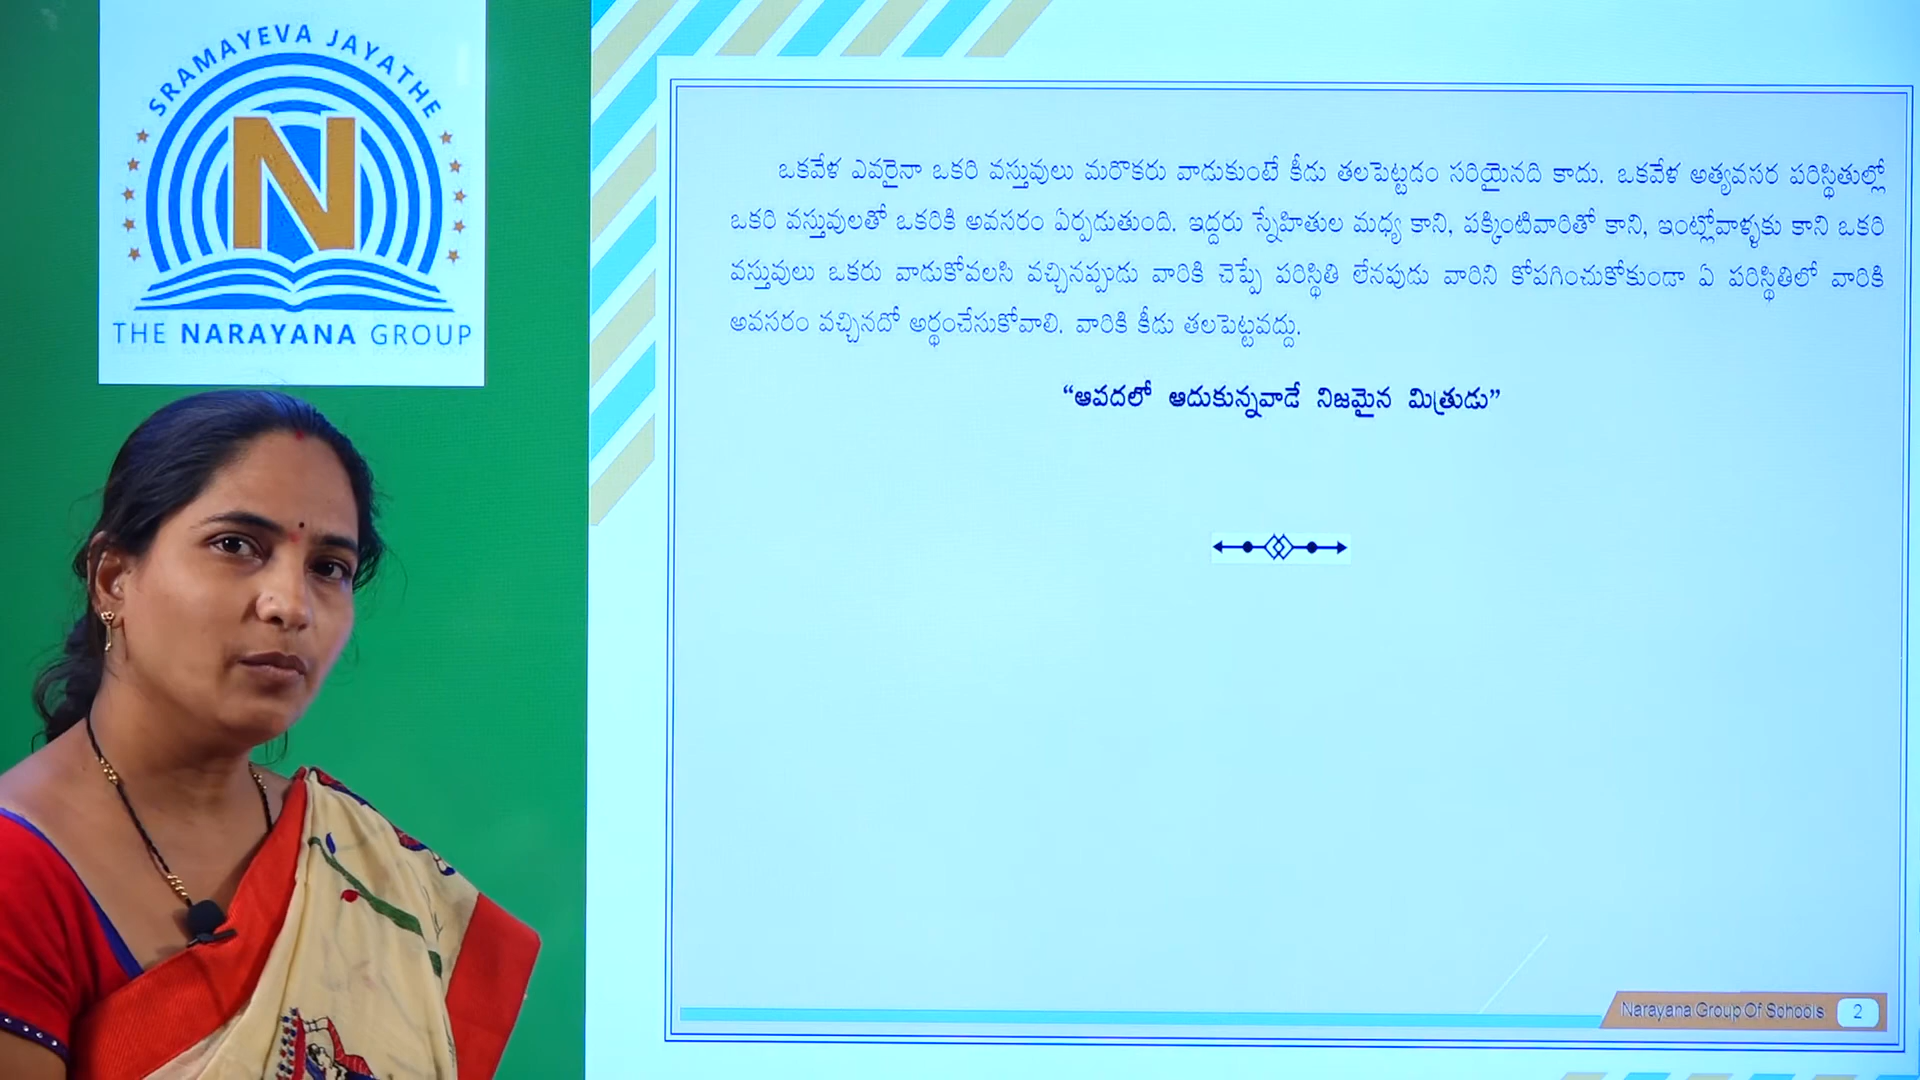 SRAMAYEVA JAYATHE
N
THE NARAYANA GROUP
ఒకవేళ ఎవరైనా ఒకరి వస్తువులు మరొకరు వాడుకుంటే కీడు తలపెట్టడం సరియైనది కాదు. ఒకవేళ అత్యవసర పరిస్థితుల్లో
ఒకరి వస్తువులతో ఒకరికి అవసరం ఏర్పడుతుంది. ఇద్దరు స్నేహితుల మధ్య కాని, పక్కింటివారితో కాని, ఇంట్లోవాళ్ళకు కాని ఒకరి
వస్తువులు ఒకరు వాడుకోవలసి వచ్చినప్పుడు వారికి చెప్పే పరిస్థితి లేనపుడు వారిని కోపగించుకోకుండా ఏ పరిస్థితిలో వారికి
అవసరం వచ్చినదో అర్థంచేసుకోవాలి. వారికి కీడు తలపెట్టవద్దు.
“ఆపదలో ఆదుకున్నవాడే నిజమైన మిత్రుడు”
Narayana Group Of Schools 2